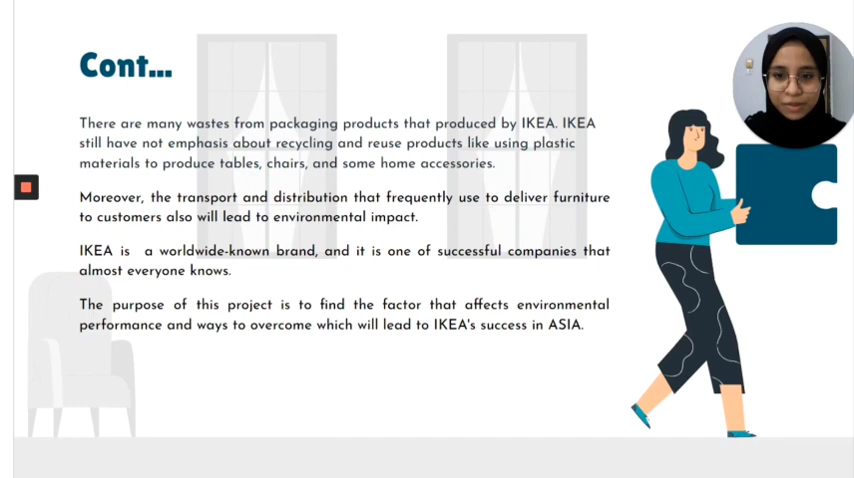 Cont...
There are many wastes from packaging products that produced by IKEA. IKEA
still have not emphasis about recycling and reuse products like using plastic
materials to produce tables, chairs, and some home accessories.
Moreover, the transport and distribution that frequently use to deliver furniture
to customers also will lead to environmental impact.
IKEA is a worldwide-known brand, and it is one of successful companies that
almost everyone knows.
The purpose of this project is to find the factor that affects environmental
performance and ways to overcome which will lead to IKEA's success in ASIA.